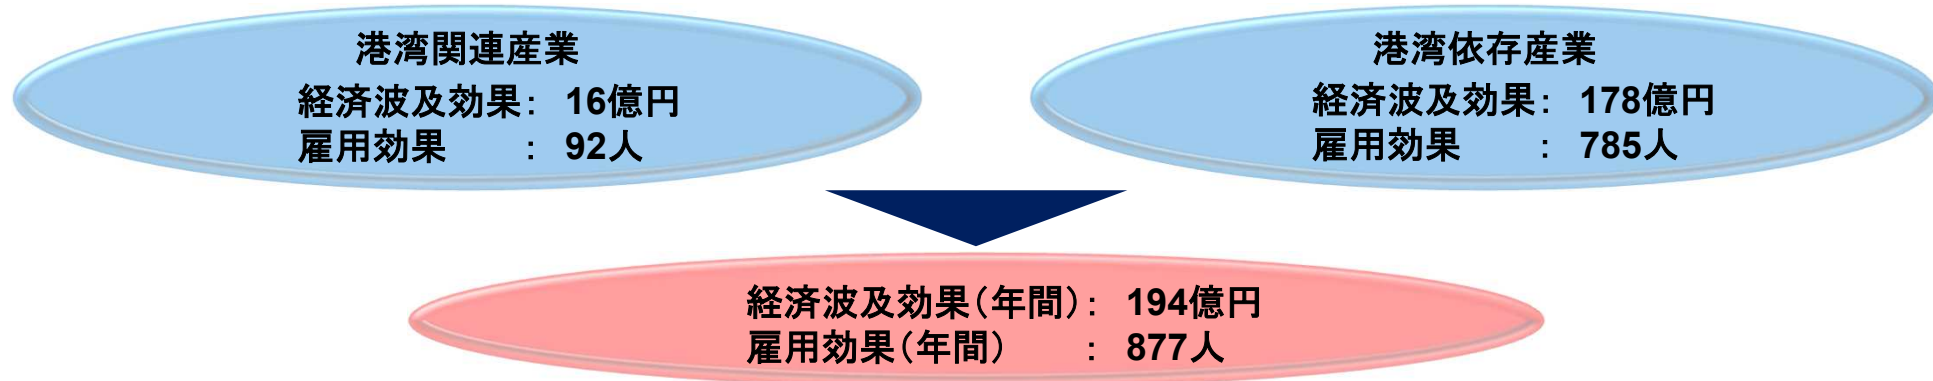 港湾関連産業
経済波及効果： 16億円
雇用効果　　： 92人
港湾依存産業
経済波及効果： 178億円
雇用効果　　： 785人
経済波及効果（年間）： 194億円
雇用効果（年間）　　： 877人